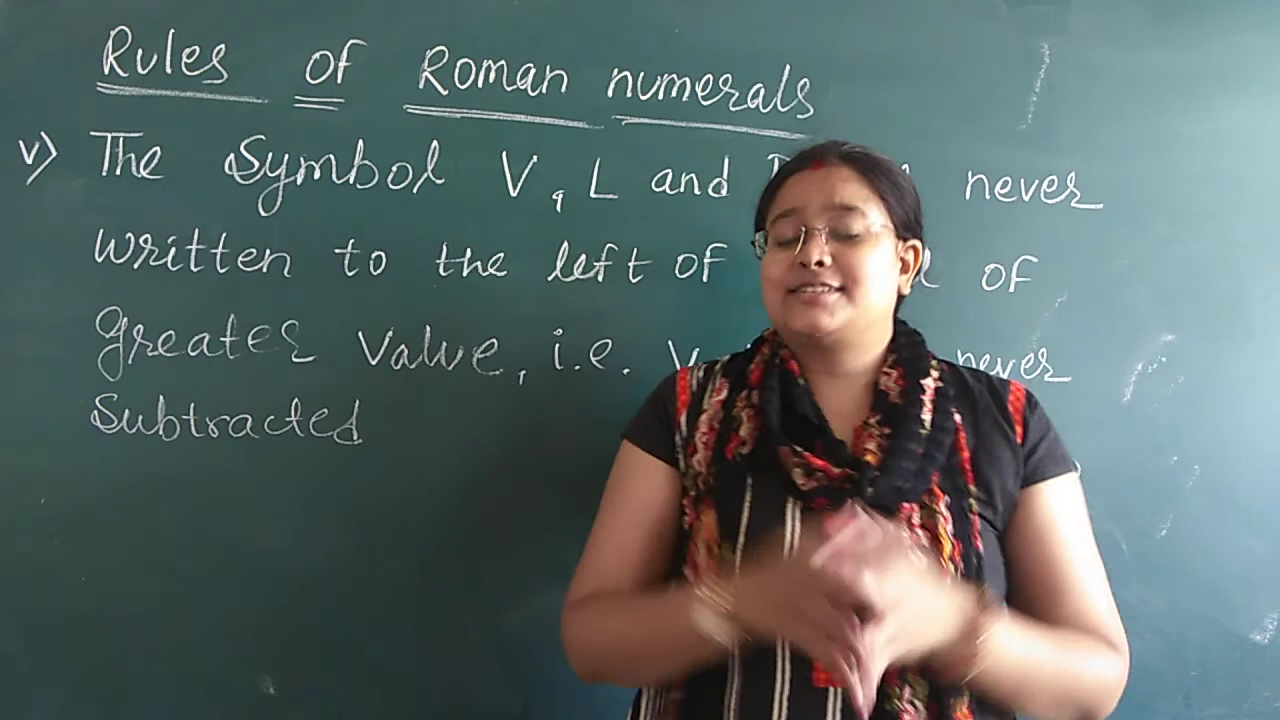 Rules of Roman numerals
v) The Symbol V, L and never
written to the left of of
greater value, i.e. V never
Subtracted